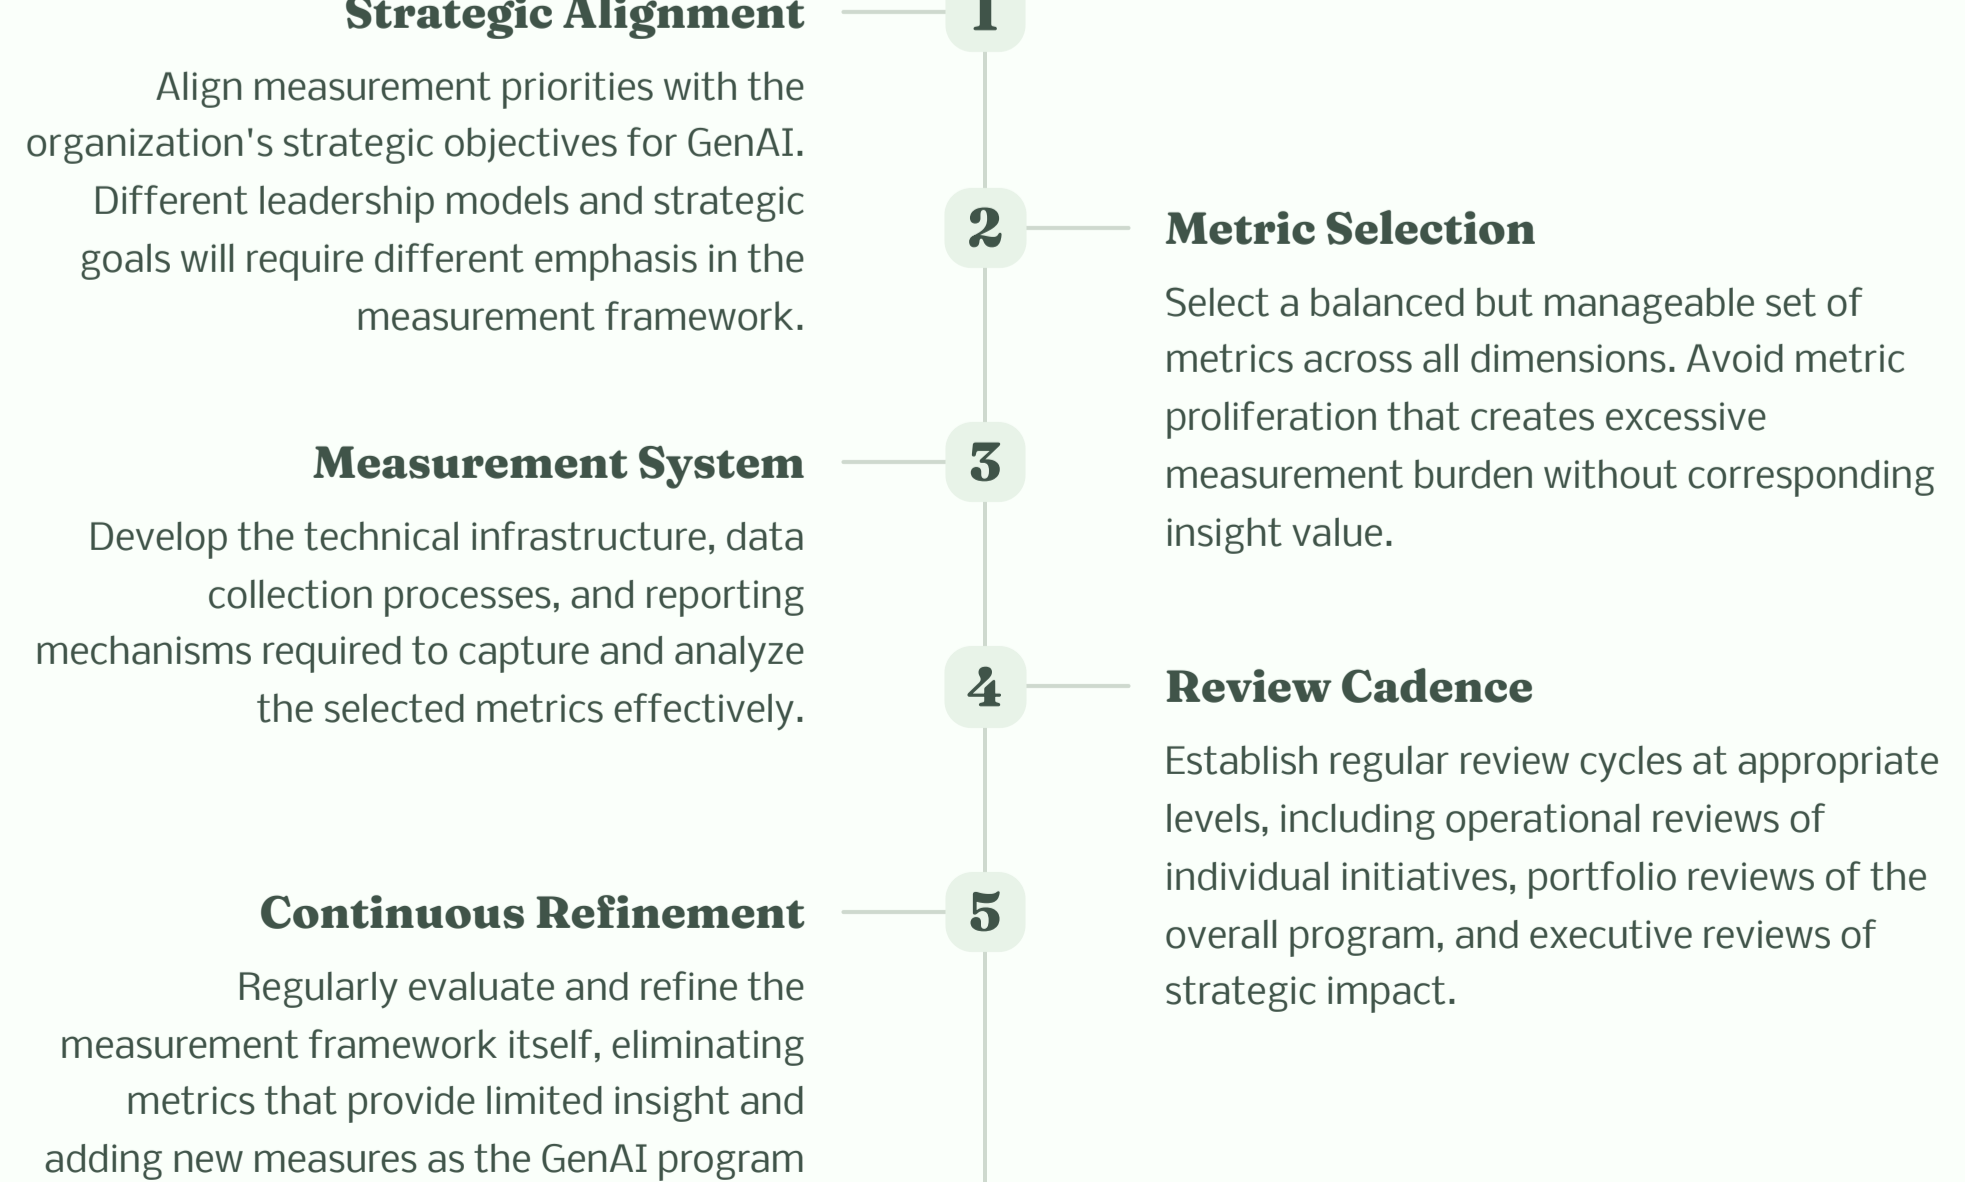 Strategic Alignment
1
Align measurement priorities with the
organization's strategic objectives for GenAI.
Different leadership models and strategic
goals will require different emphasis in the
measurement framework.
2
Metric Selection
Select a balanced but manageable set of
metrics across all dimensions. Avoid metric
proliferation that creates excessive
measurement burden without corresponding
insight value.
Measurement System
3
Develop the technical infrastructure, data
collection processes, and reporting
mechanisms required to capture and analyze
the selected metrics effectively.
4
Review Cadence
Establish regular review cycles at appropriate
levels, including operational reviews of
individual initiatives, portfolio reviews of the
overall program, and executive reviews of
strategic impact.
Continuous Refinement
5
Regularly evaluate and refine the
measurement framework itself, eliminating
metrics that provide limited insight and
adding new measures as the GenAI program